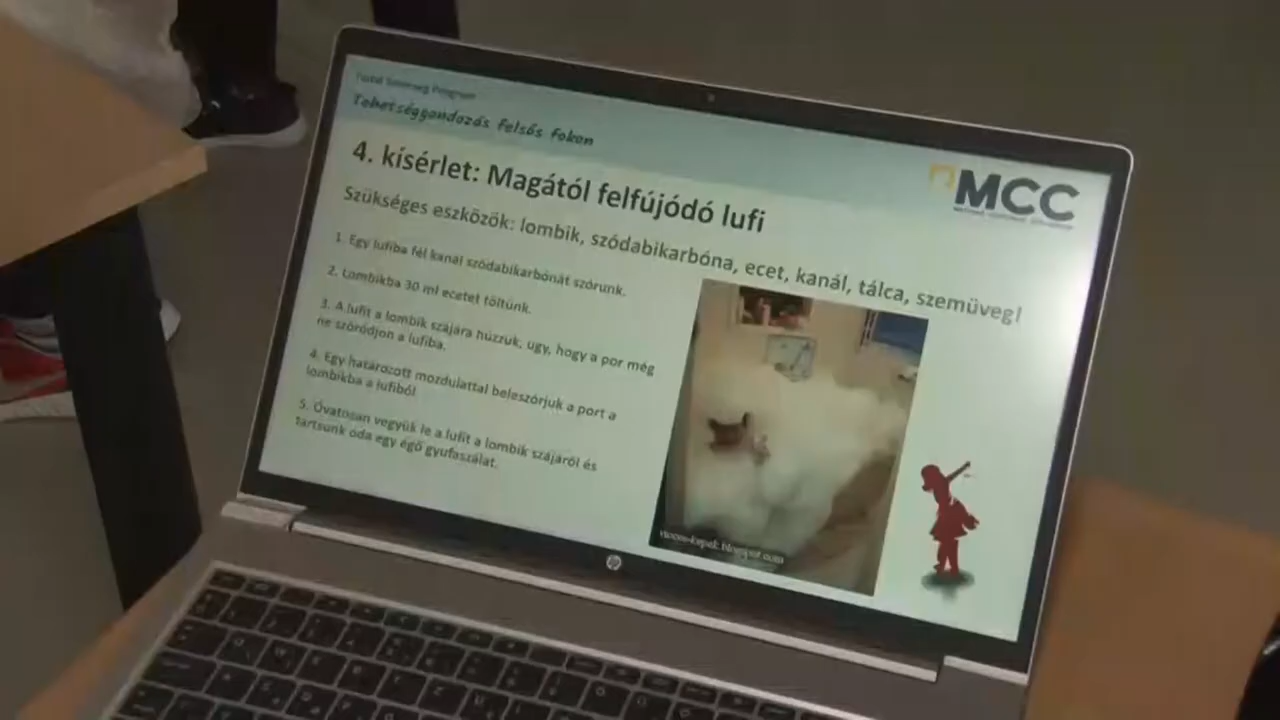 Tehetséggondozás felsős fokon
4. kísérlet: Magától felfújódó lufi
MCC
Szükséges eszközök: lombik, szódabikarbóna, ecet, kanál, tálca, szemüveg!
1. Egy lufiba fél kanál szódabikarbónát szórunk.
2. Lombikba 30 ml ecetet töltünk.
3. A lufit a lombik szájára húzzuk, úgy, hogy a por még
ne szóródjon a lufiba.
4. Egy határozott mozdulattal beleszórjuk a port a
lombikba a lufiból
5. Óvatosan vegyük le a lufit a lombik szájáról és
tartsunk oda egy égő gyufaszálat.
hp